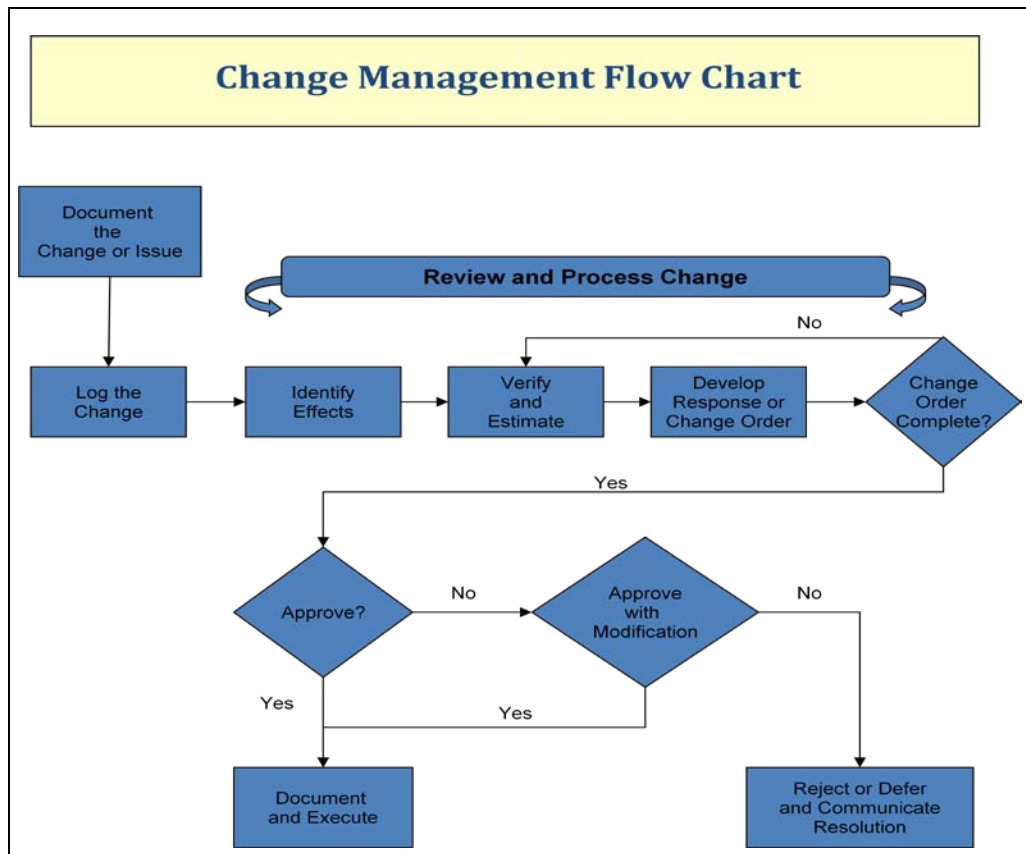 Change Management Flow Chart
Document
the
Change or Issue
Review and Process Change
No
Log the
Change
Identify
Effects
Verify
and
Estimate
Develop
Response or
Change Order
Change
Order
Complete?
Yes
Approve?
No
Approve
with
Modification
No
Yes
Yes
Document
and Execute
Reject or Defer
and Communicate
Resolution